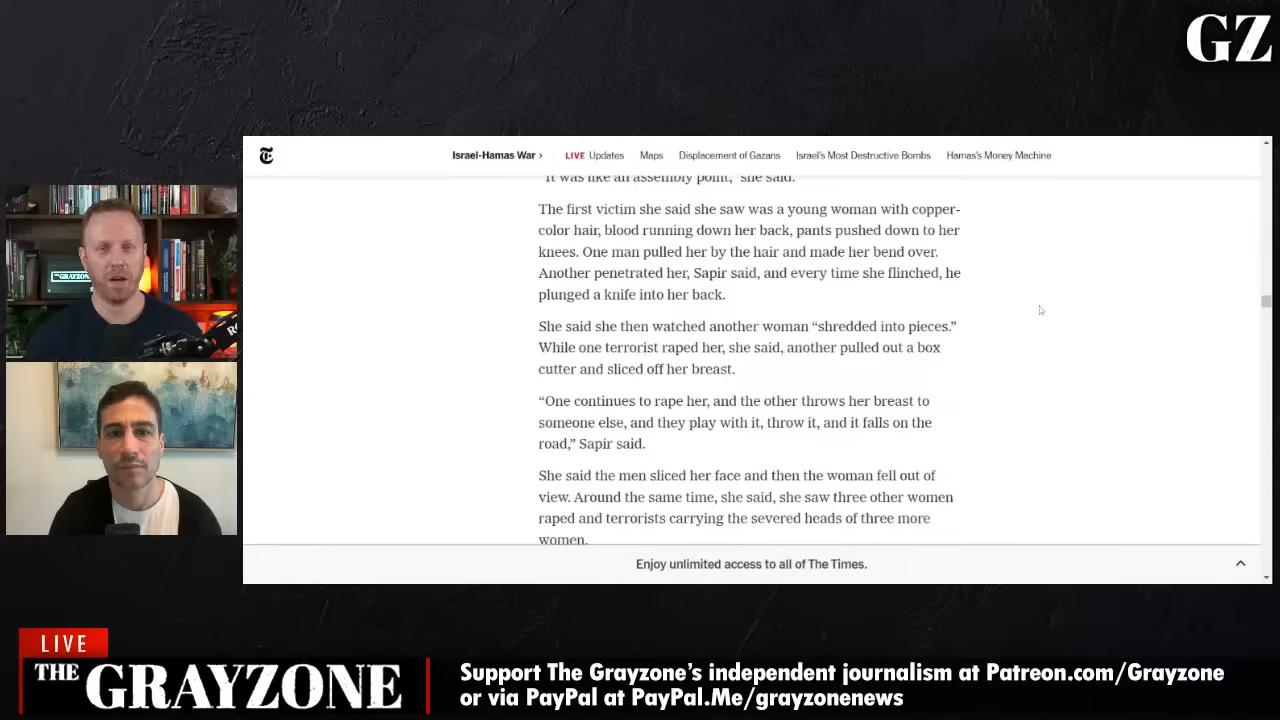 GZ
Israel-Hamas War › LIVE Updates Maps Displacement of Gazans Israel's Most Destructive Bombs Hamas's Money Machine
"It was like an assembly point," she said.
The first victim she said she saw was a young woman with copper-
color hair, blood running down her back, pants pushed down to her
knees. One man pulled her by the hair and made her bend over.
Another penetrated her, Sapir said, and every time she flinched, he
plunged a knife into her back.
She said she then watched another woman “shredded into pieces.”
While one terrorist raped her, she said, another pulled out a box
cutter and sliced off her breast.
“One continues to rape her, and the other throws her breast to
someone else, and they play with it, throw it, and it falls on the
road,” Sapir said.
She said the men sliced her face and then the woman fell out of
view. Around the same time, she said, she saw three other women
raped and terrorists carrying the severed heads of three more
women.
Enjoy unlimited access to all of The Times.
LIVE
THE GRAYZONE
Support The Grayzone's independent journalism at Patreon.com/Grayzone
or via PayPal at PayPal.Me/grayzonenews